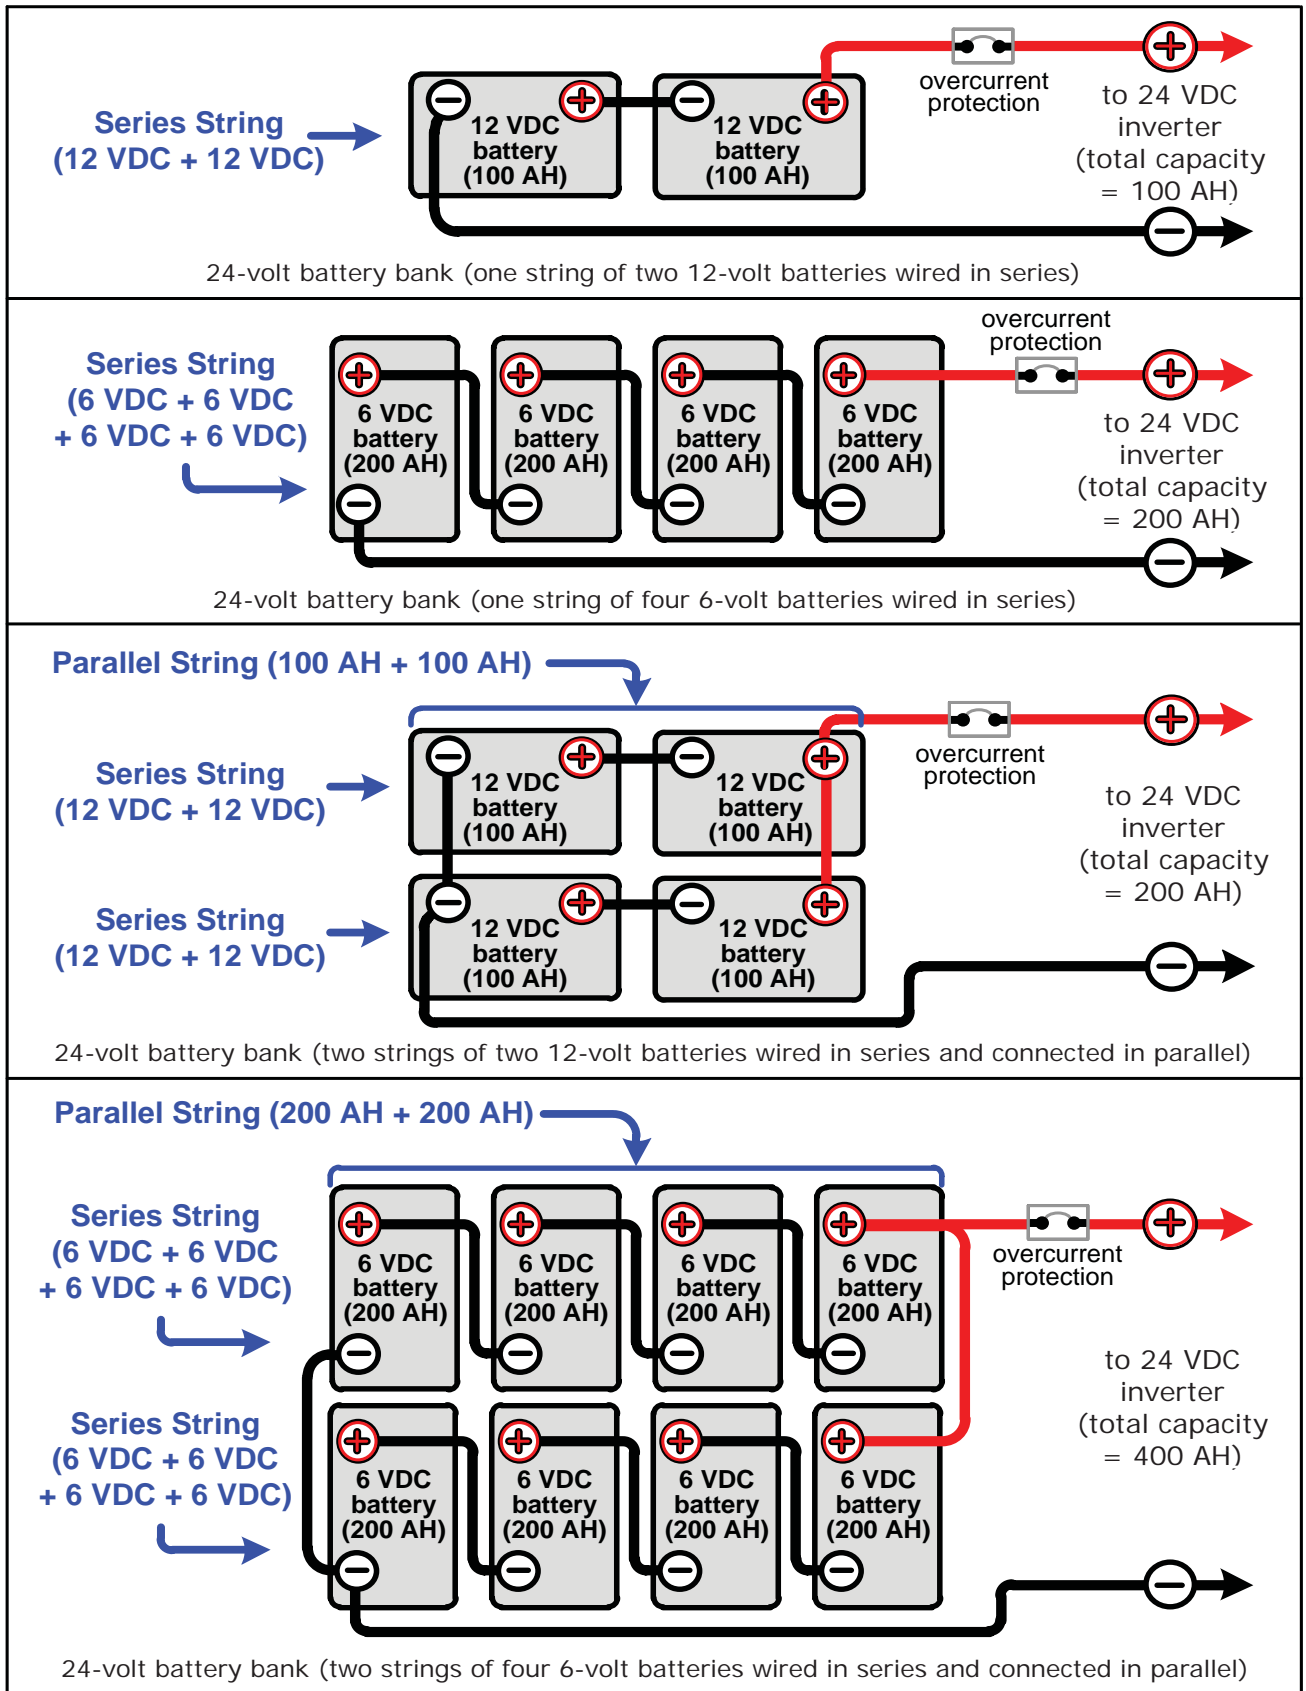 Series String
(12 VDC + 12 VDC)
12 VDC
battery
(100 AH)
12 VDC
battery
(100 AH)
overcurrent
protection
to 24 VDC
inverter
(total capacity
= 100 AH)
24-volt battery bank (one string of two 12-volt batteries wired in series)
Series String
(6 VDC + 6 VDC
+ 6 VDC + 6 VDC)
6 VDC
battery
(200 AH)
6 VDC
battery
(200 AH)
6 VDC
battery
(200 AH)
6 VDC
battery
(200 AH)
overcurrent
protection
to 24 VDC
inverter
(total capacity
= 200 AH)
24-volt battery bank (one string of four 6-volt batteries wired in series)
Parallel String (100 AH + 100 AH)
Series String
(12 VDC + 12 VDC)
12 VDC
battery
(100 AH)
12 VDC
battery
(100 AH)
overcurrent
protection
to 24 VDC
inverter
(total capacity
= 200 AH)
Series String
(12 VDC + 12 VDC)
12 VDC
battery
(100 AH)
12 VDC
battery
(100 AH)
24-volt battery bank (two strings of two 12-volt batteries wired in series and connected in parallel)
Parallel String (200 AH + 200 AH)
Series String
(6 VDC + 6 VDC
+ 6 VDC + 6 VDC)
6 VDC
battery
(200 AH)
6 VDC
battery
(200 AH)
6 VDC
battery
(200 AH)
6 VDC
battery
(200 AH)
overcurrent
protection
to 24 VDC
inverter
(total capacity
= 400 AH)
Series String
(6 VDC + 6 VDC
+ 6 VDC + 6 VDC)
6 VDC
battery
(200 AH)
6 VDC
battery
(200 AH)
6 VDC
battery
(200 AH)
6 VDC
battery
(200 AH)
24-volt battery bank (two strings of four 6-volt batteries wired in series and connected in parallel)